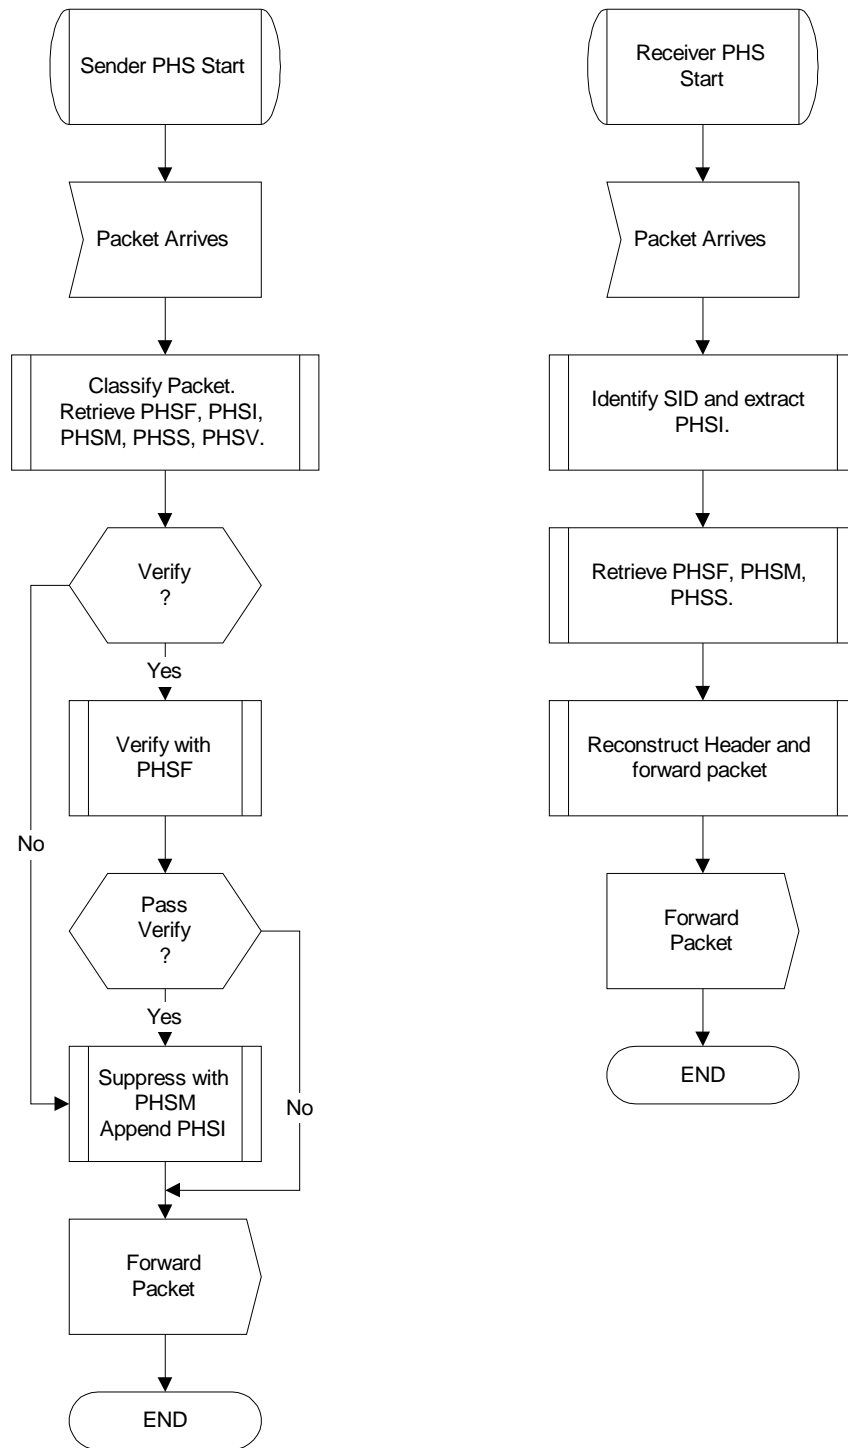 Sender PHS Start
Packet Arrives
Classify Packet.
Retrieve PHSF, PHSI,
PHSM, PHSS, PHSV.
Verify
?
Yes
Verify with
PHSF
No
Pass
Verify
?
Yes
Suppress with
PHSM
Append PHSI
No
Forward
Packet
END
Receiver PHS
Start
Packet Arrives
Identify SID and extract
PHSI.
Retrieve PHSF, PHSM,
PHSS.
Reconstruct Header and
forward packet
Forward
Packet
END